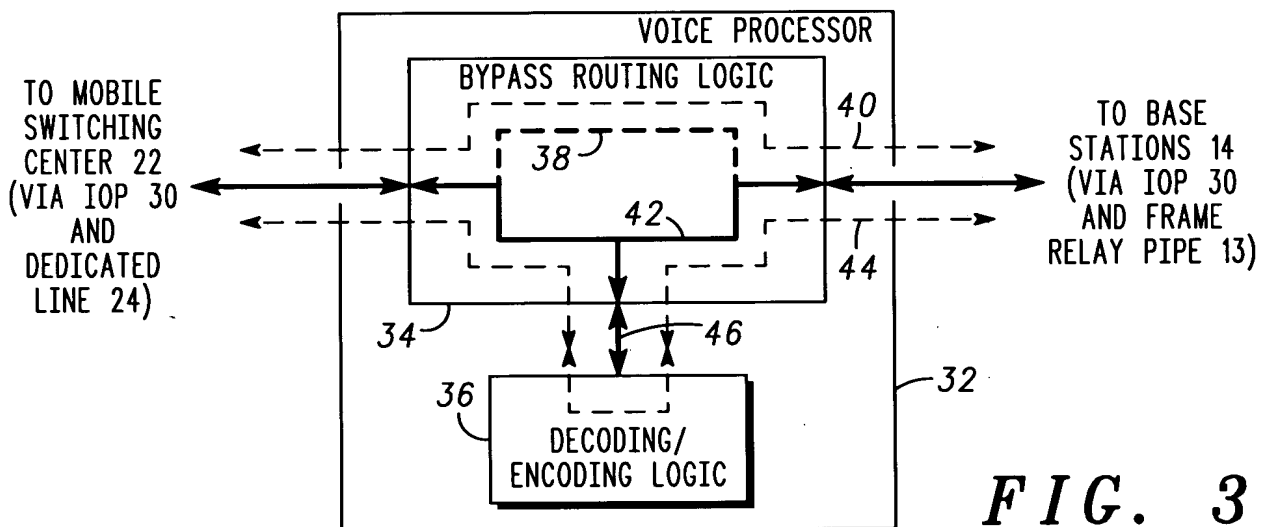 VOICE PROCESSOR
BYPASS ROUTING LOGIC
TO MOBILE
SWITCHING
CENTER 22
(VIA IOP 30
AND
DEDICATED
LINE 24)
38
40
42
44
TO BASE
STATIONS 14
(VIA IOP 30
AND FRAME
RELAY PIPE 13)
34
46
36
32
DECODING/
ENCODING LOGIC
FIG. 3